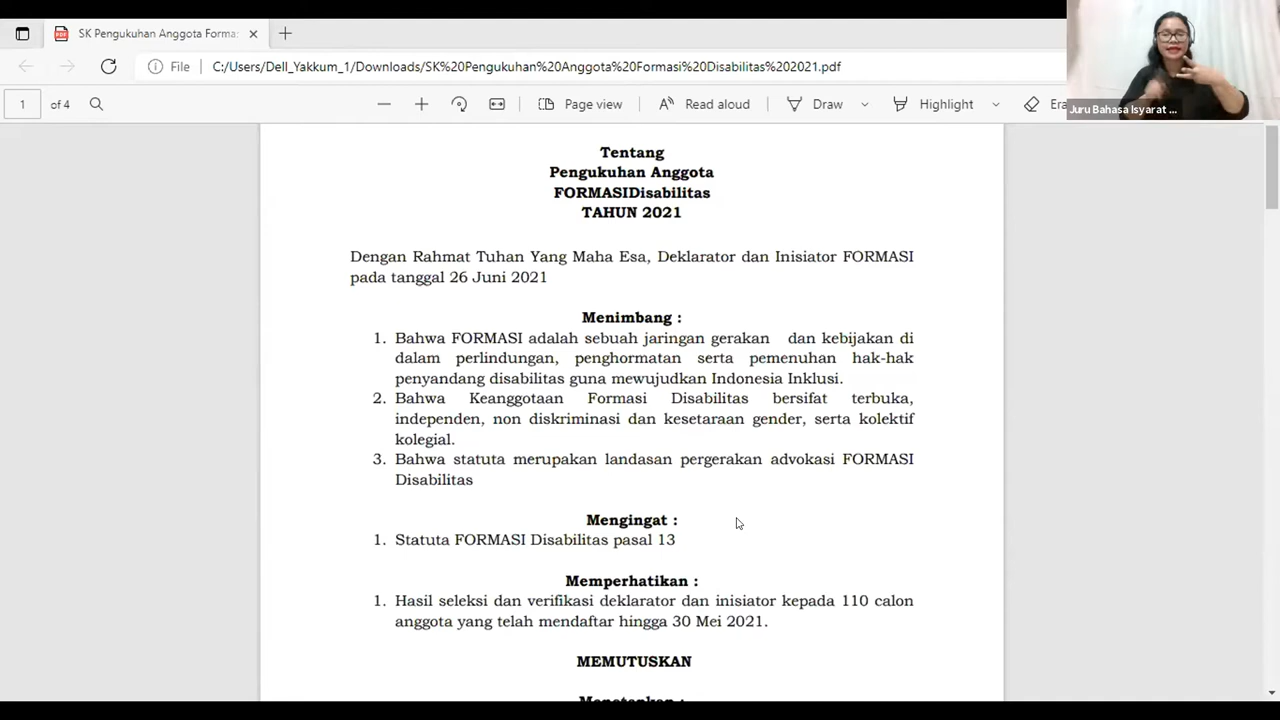 SK Pengukuhan Anggota Forma
File C:/Users/Dell_Yakkum_1/Downloads/SK%20Pengukuhan%20Anggota%20Formasi%20Disabilitas%202021.pdf
1 of 4 Page view Read aloud Draw Highlight Era
Juru Bahasa Isyarat ...
Tentang
Pengukuhan Anggota
FORMASIDisabilitas
TAHUN 2021
Dengan Rahmat Tuhan Yang Maha Esa, Deklarator dan Inisiator FORMASI
pada tanggal 26 Juni 2021
Menimbang :
1. Bahwa FORMASI adalah sebuah jaringan gerakan dan kebijakan di
dalam perlindungan, penghormatan serta pemenuhan hak-hak
penyandang disabilitas guna mewujudkan Indonesia Inklusi.
2. Bahwa Keanggotaan Formasi Disabilitas bersifat terbuka,
independen, non diskriminasi dan kesetaraan gender, serta kolektif
kolegial.
3. Bahwa statuta merupakan landasan pergerakan advokasi FORMASI
Disabilitas
Mengingat :
1. Statuta FORMASI Disabilitas pasal 13
Memperhatikan :
1. Hasil seleksi dan verifikasi deklarator dan inisiator kepada 110 calon
anggota yang telah mendaftar hingga 30 Mei 2021.
MEMUTUSKAN